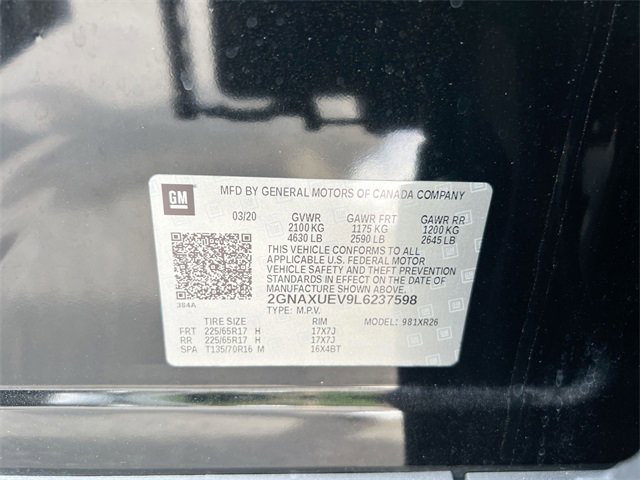 GM
MFD BY GENERAL MOTORS OF CANADA COMPANY
03/20 GVWR GAWR FRT GAWR RR
2100 KG 1175 KG 1200 KG
4630 LB 2590 LB 2645 LB
THIS VEHICLE CONFORMS TO ALL
APPLICABLE U.S. FEDERAL MOTOR
VEHICLE SAFETY AND THEFT PREVENTION
STANDARDS IN EFFECT ON THE DATE OF
MANUFACTURE SHOWN ABOVE.
384A 2GNAXUEV9L6237598
TYPE: M.P.V.
TIRE SIZE RIM MODEL: 981XR26
FRT 225/65R17 H 17X7J
RR 225/65R17 H 17X7J
SPA T135/70R16 M 16X4BT